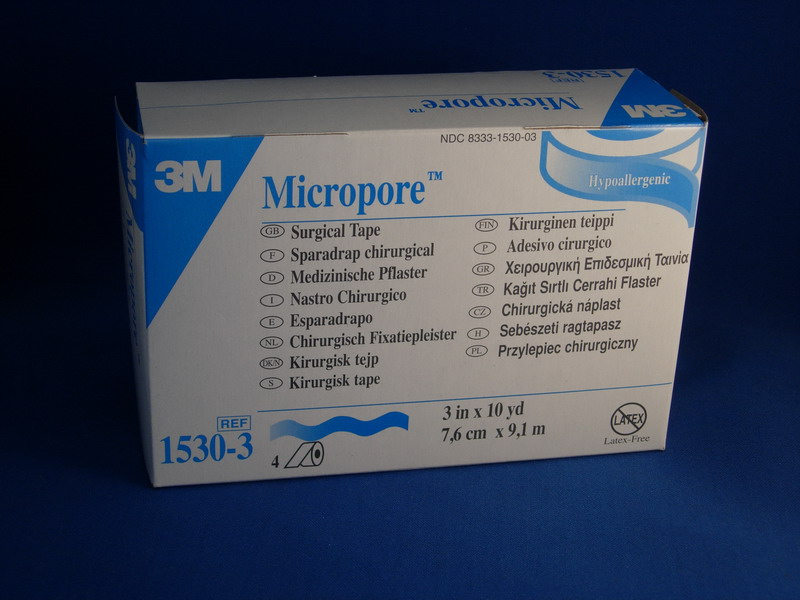 1530-3
REF
Micropore™
3M
NDC 8333-1530-03
3M
3M
Micropore
Hypoallergenic
Micropore™
GB Surgical Tape
F Sparadrap chirurgical
D Medizinische Pflaster
I Nastro Chirurgico
E Esparadrapo
NL Chirurgisch Fixatiepleister
DK/N Kirurgisk tejp
S Kirurgisk tape
FIN Kirurginen teippi
P Adesivo cirurgico
GR Χειρουργική Επιδεσμική Ταινία
TR Kağıt Sırtlı Cerrahi Flaster
CZ Chirurgická náplast
H Sebészeti ragtapasz
PL Przylepiec chirurgiczny
REF
1530-3
4
3 in x 10 yd
7,6 cm x 9,1 m
LATEX
Latex-Free